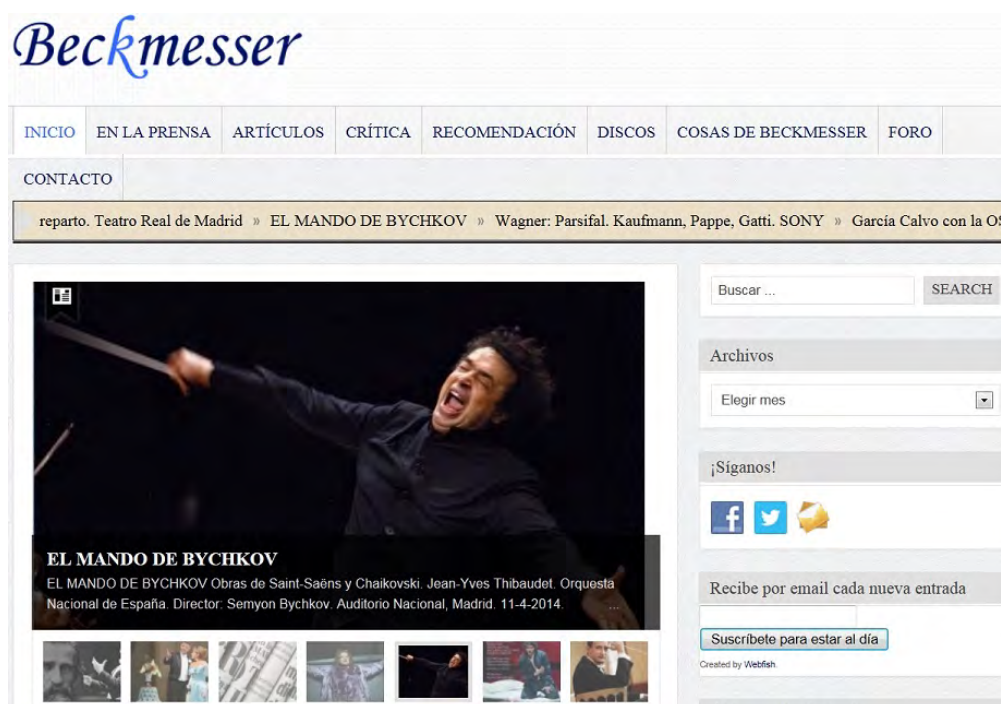 Beckmesser
INICIO EN LA PRENSA ARTÍCULOS CRÍTICA RECOMENDACIÓN DISCOS COSAS DE BECKMESSER FORO
CONTACTO
reparto. Teatro Real de Madrid » EL MANDO DE BYCHKOV » Wagner: Parsifal. Kaufmann, Pappe, Gatti. SONY » García Calvo con la OS
EL MANDO DE BYCHKOV
EL MANDO DE BYCHKOV Obras de Saint-Saëns y Chaikovski. Jean-Yves Thibaudet. Orquesta
Nacional de España. Director: Semyon Bychkov. Auditorio Nacional, Madrid. 11-4-2014. ...
Buscar ... SEARCH
Archivos
Elegir mes
¡Síganos!
Recibe por email cada nueva entrada
Suscríbete para estar al día
Created by Webfish.